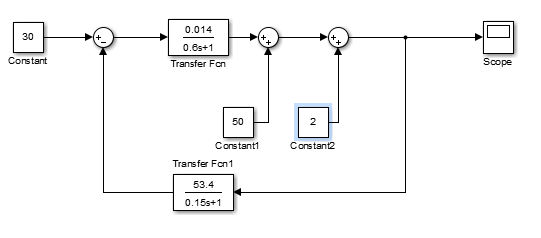 30
Constant
+
−
0.014
0.6s+1
Transfer Fcn
+
+
+
+
Scope
50
Constant1
2
Constant2
Transfer Fcn1
53.4
0.15s+1